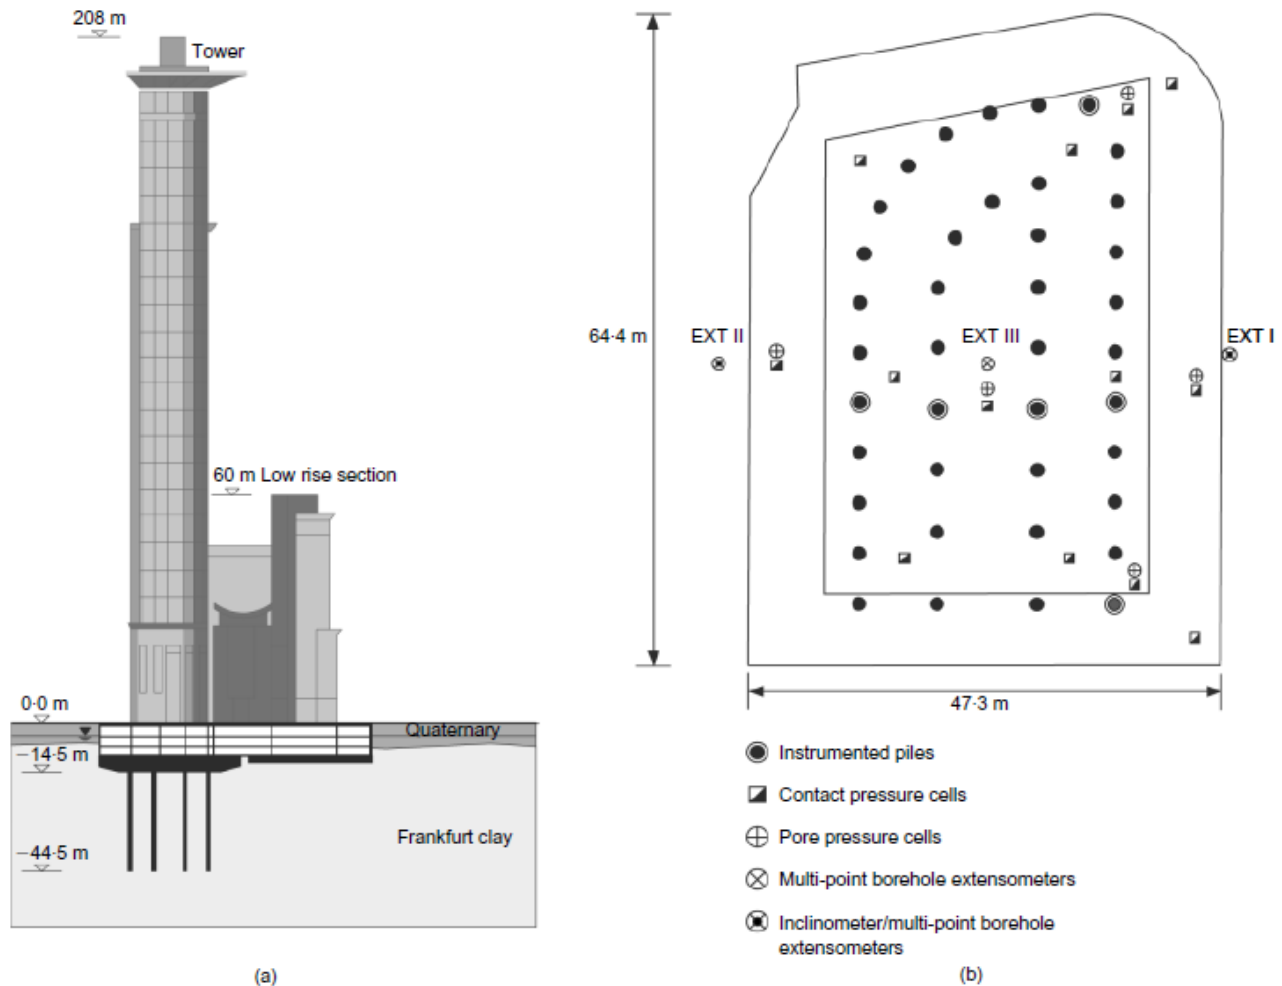 208 m
Tower
60 m Low rise section
0·0 m
Quaternary
−14·5 m
Frankfurt clay
−44·5 m
(a)
64·4 m
EXT II
EXT III
EXT I
47·3 m
Instrumented piles
Contact pressure cells
Pore pressure cells
Multi-point borehole extensometers
Inclinometer/multi-point borehole
extensometers
(b)